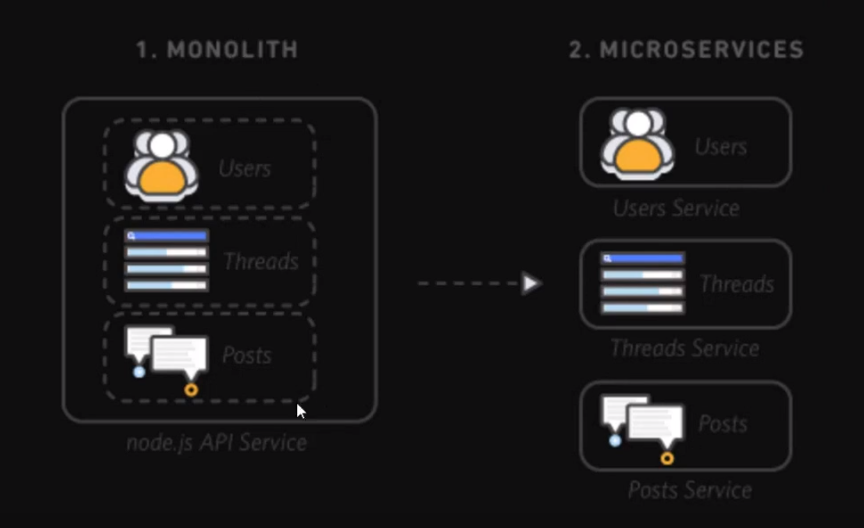 1. MONOLITH
Users
Threads
Posts
node.js API Service
2. MICROSERVICES
Users
Users Service
Threads
Threads Service
Posts
Posts Service